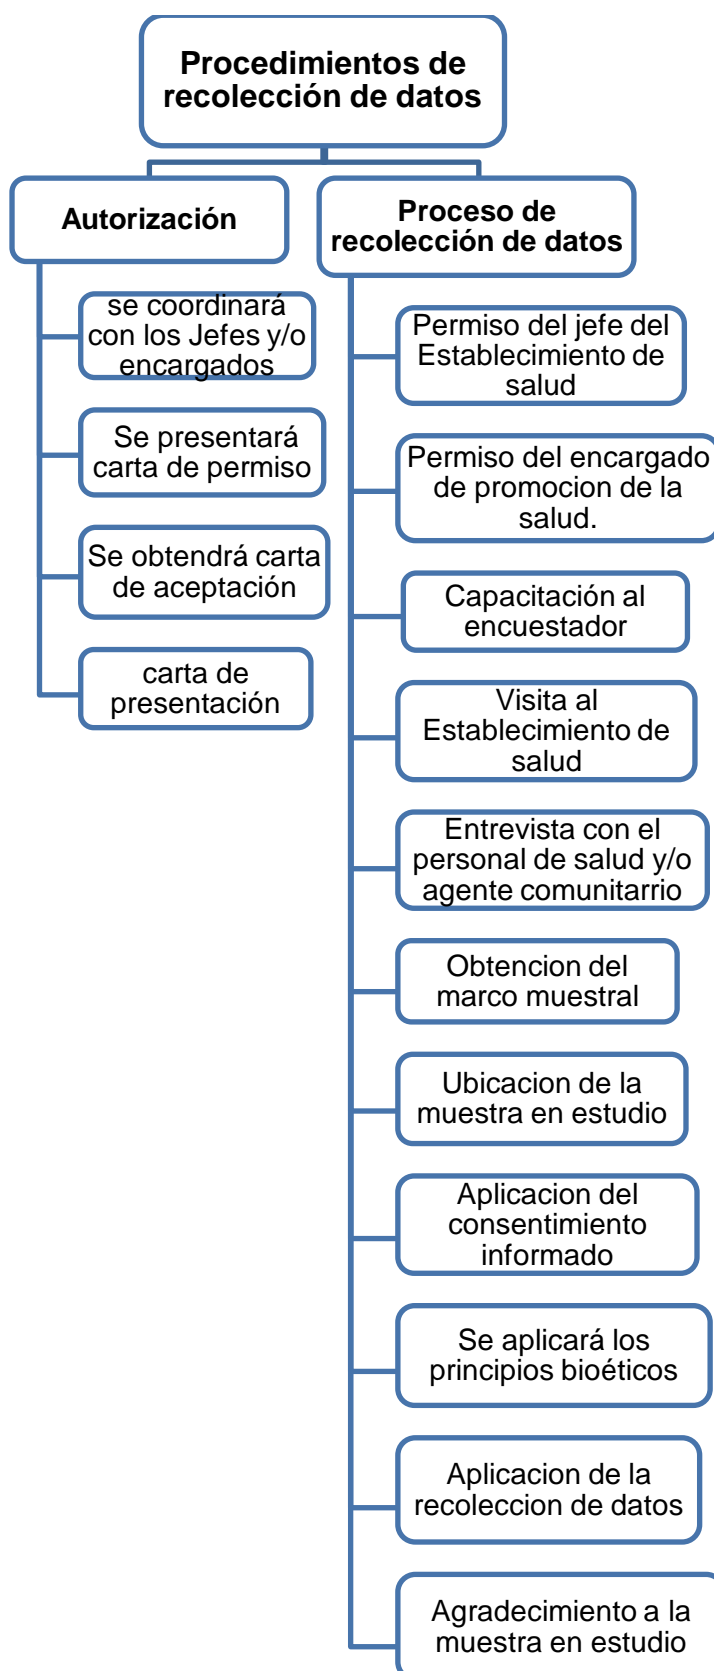 Procedimientos de
recolección de datos
Autorización
se coordinará
con los Jefes y/o
encargados
Se presentará
carta de permiso
Se obtendrá carta
de aceptación
carta de
presentación
Proceso de
recolección de datos
Permiso del jefe del
Establecimiento de
salud
Permiso del encargado
de promocion de la
salud.
Capacitación al
encuestador
Visita al
Establecimiento de
salud
Entrevista con el
personal de salud y/o
agente comunitarrio
Obtencion del
marco muestral
Ubicacion de la
muestra en estudio
Aplicacion del
consentimiento
informado
Se aplicará los
principios bioéticos
Aplicacion de la
recoleccion de datos
Agradecimiento a la
muestra en estudio